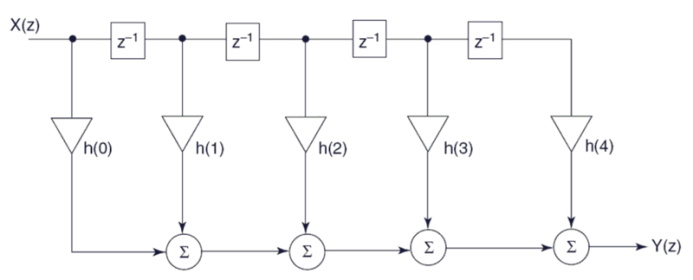 X(z)
z⁻¹ z⁻¹ z⁻¹ z⁻¹
h(0) h(1) h(2) h(3) h(4)
Σ Σ Σ Σ Y(z)